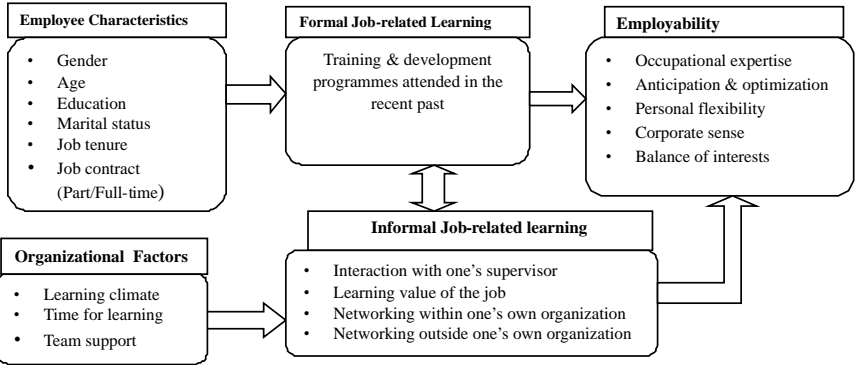 Employee Characteristics
• Gender
• Age
• Education
• Marital status
• Job tenure
• Job contract
(Part/Full-time)
Formal Job-related Learning
Training & development
programmes attended in the
recent past
Employability
• Occupational expertise
• Anticipation & optimization
• Personal flexibility
• Corporate sense
• Balance of interests
Organizational Factors
• Learning climate
• Time for learning
• Team support
Informal Job-related learning
• Interaction with one's supervisor
• Learning value of the job
• Networking within one's own organization
• Networking outside one's own organization